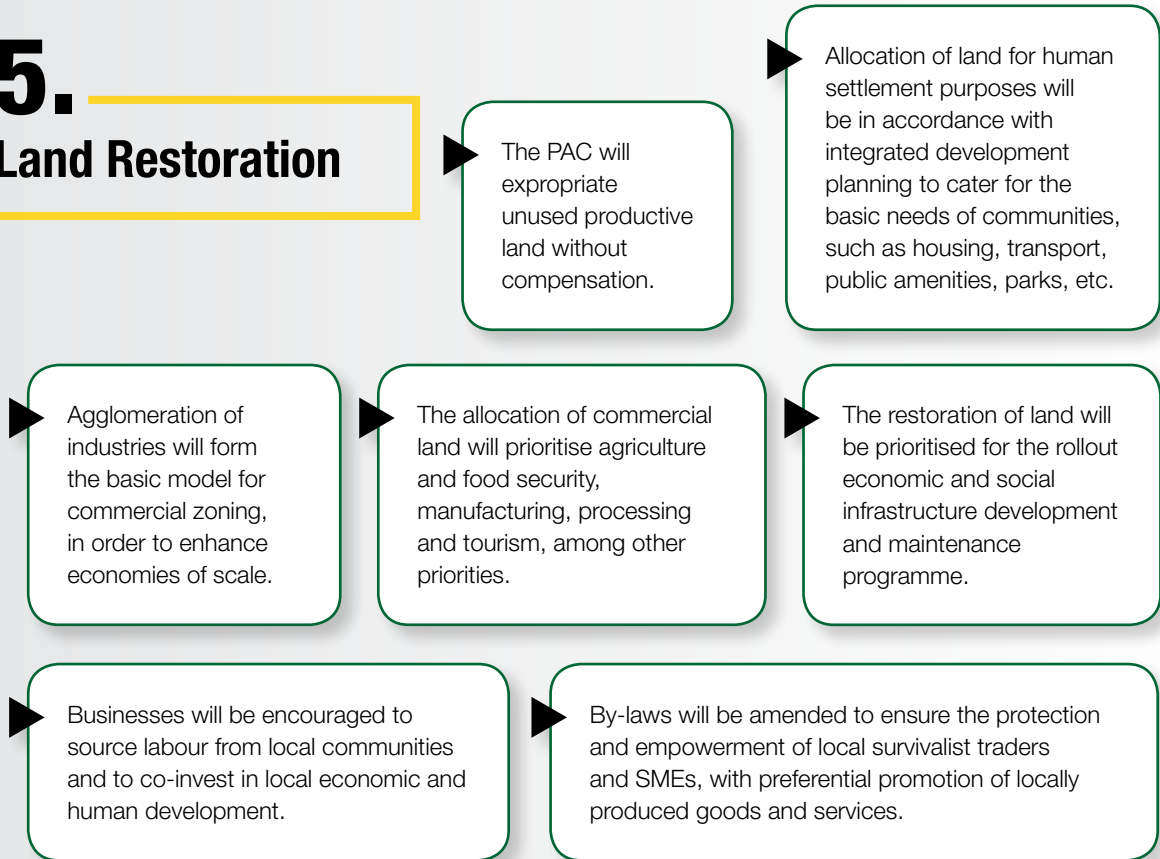 5.
Land Restoration
The PAC will
expropriate
unused productive
land without
compensation.
Allocation of land for human
settlement purposes will
be in accordance with
integrated development
planning to cater for the
basic needs of communities,
such as housing, transport,
public amenities, parks, etc.
Agglomeration of
industries will form
the basic model for
commercial zoning,
in order to enhance
economies of scale.
The allocation of commercial
land will prioritise agriculture
and food security,
manufacturing, processing
and tourism, among other
priorities.
The restoration of land will
be prioritised for the rollout
economic and social
infrastructure development
and maintenance
programme.
Businesses will be encouraged to
source labour from local communities
and to co-invest in local economic and
human development.
By-laws will be amended to ensure the protection
and empowerment of local survivalist traders
and SMEs, with preferential promotion of locally
produced goods and services.